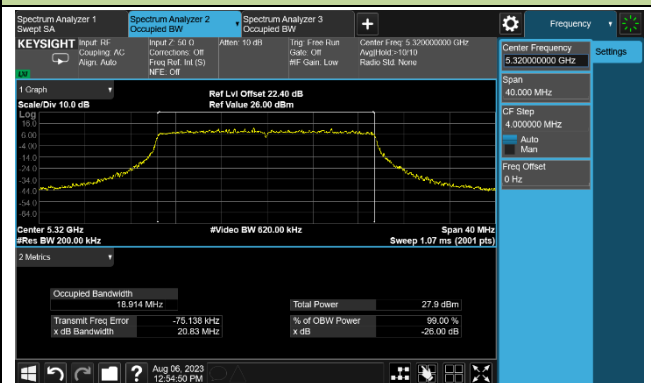 Spectrum Analyzer 1
Swept SA
Spectrum Analyzer 2
Occupied BW
Spectrum Analyzer 3
Occupied BW
+
Frequency
KEYSIGHT
Input: RF
Coupling: AC
Align: Auto
Input Z: 50 Ω
Corrections: Off
Freq Ref: Int (S)
NFE: Off
Atten: 10 dB
Trig: Free Run
Gate: Off
#IF Gain: Low
Center Freq: 5.320000000 GHz
Avg|Hold:>10/10
Radio Std: None
Center Frequency
5.320000000 GHz
Settings
Span
40.000 MHz
CF Step
4.000000 MHz
Auto
Man
Freq Offset
0 Hz
1 Graph
Scale/Div 10.0 dB
Ref Lvl Offset 22.40 dB
Ref Value 26.00 dBm
Log
16.0
6.00
-4.00
-14.0
-24.0
-34.0
-44.0
-54.0
-64.0
Center 5.32 GHz
#Res BW 200.00 kHz
#Video BW 620.00 kHz
Span 40 MHz
Sweep 1.07 ms (2001 pts)
2 Metrics
Occupied Bandwidth
18.914 MHz
Total Power 27.9 dBm
Transmit Freq Error -75.138 kHz
% of OBW Power 99.00 %
x dB Bandwidth 20.83 MHz
x dB -26.00 dB
?
Aug 06, 2023
12:54:50 PM